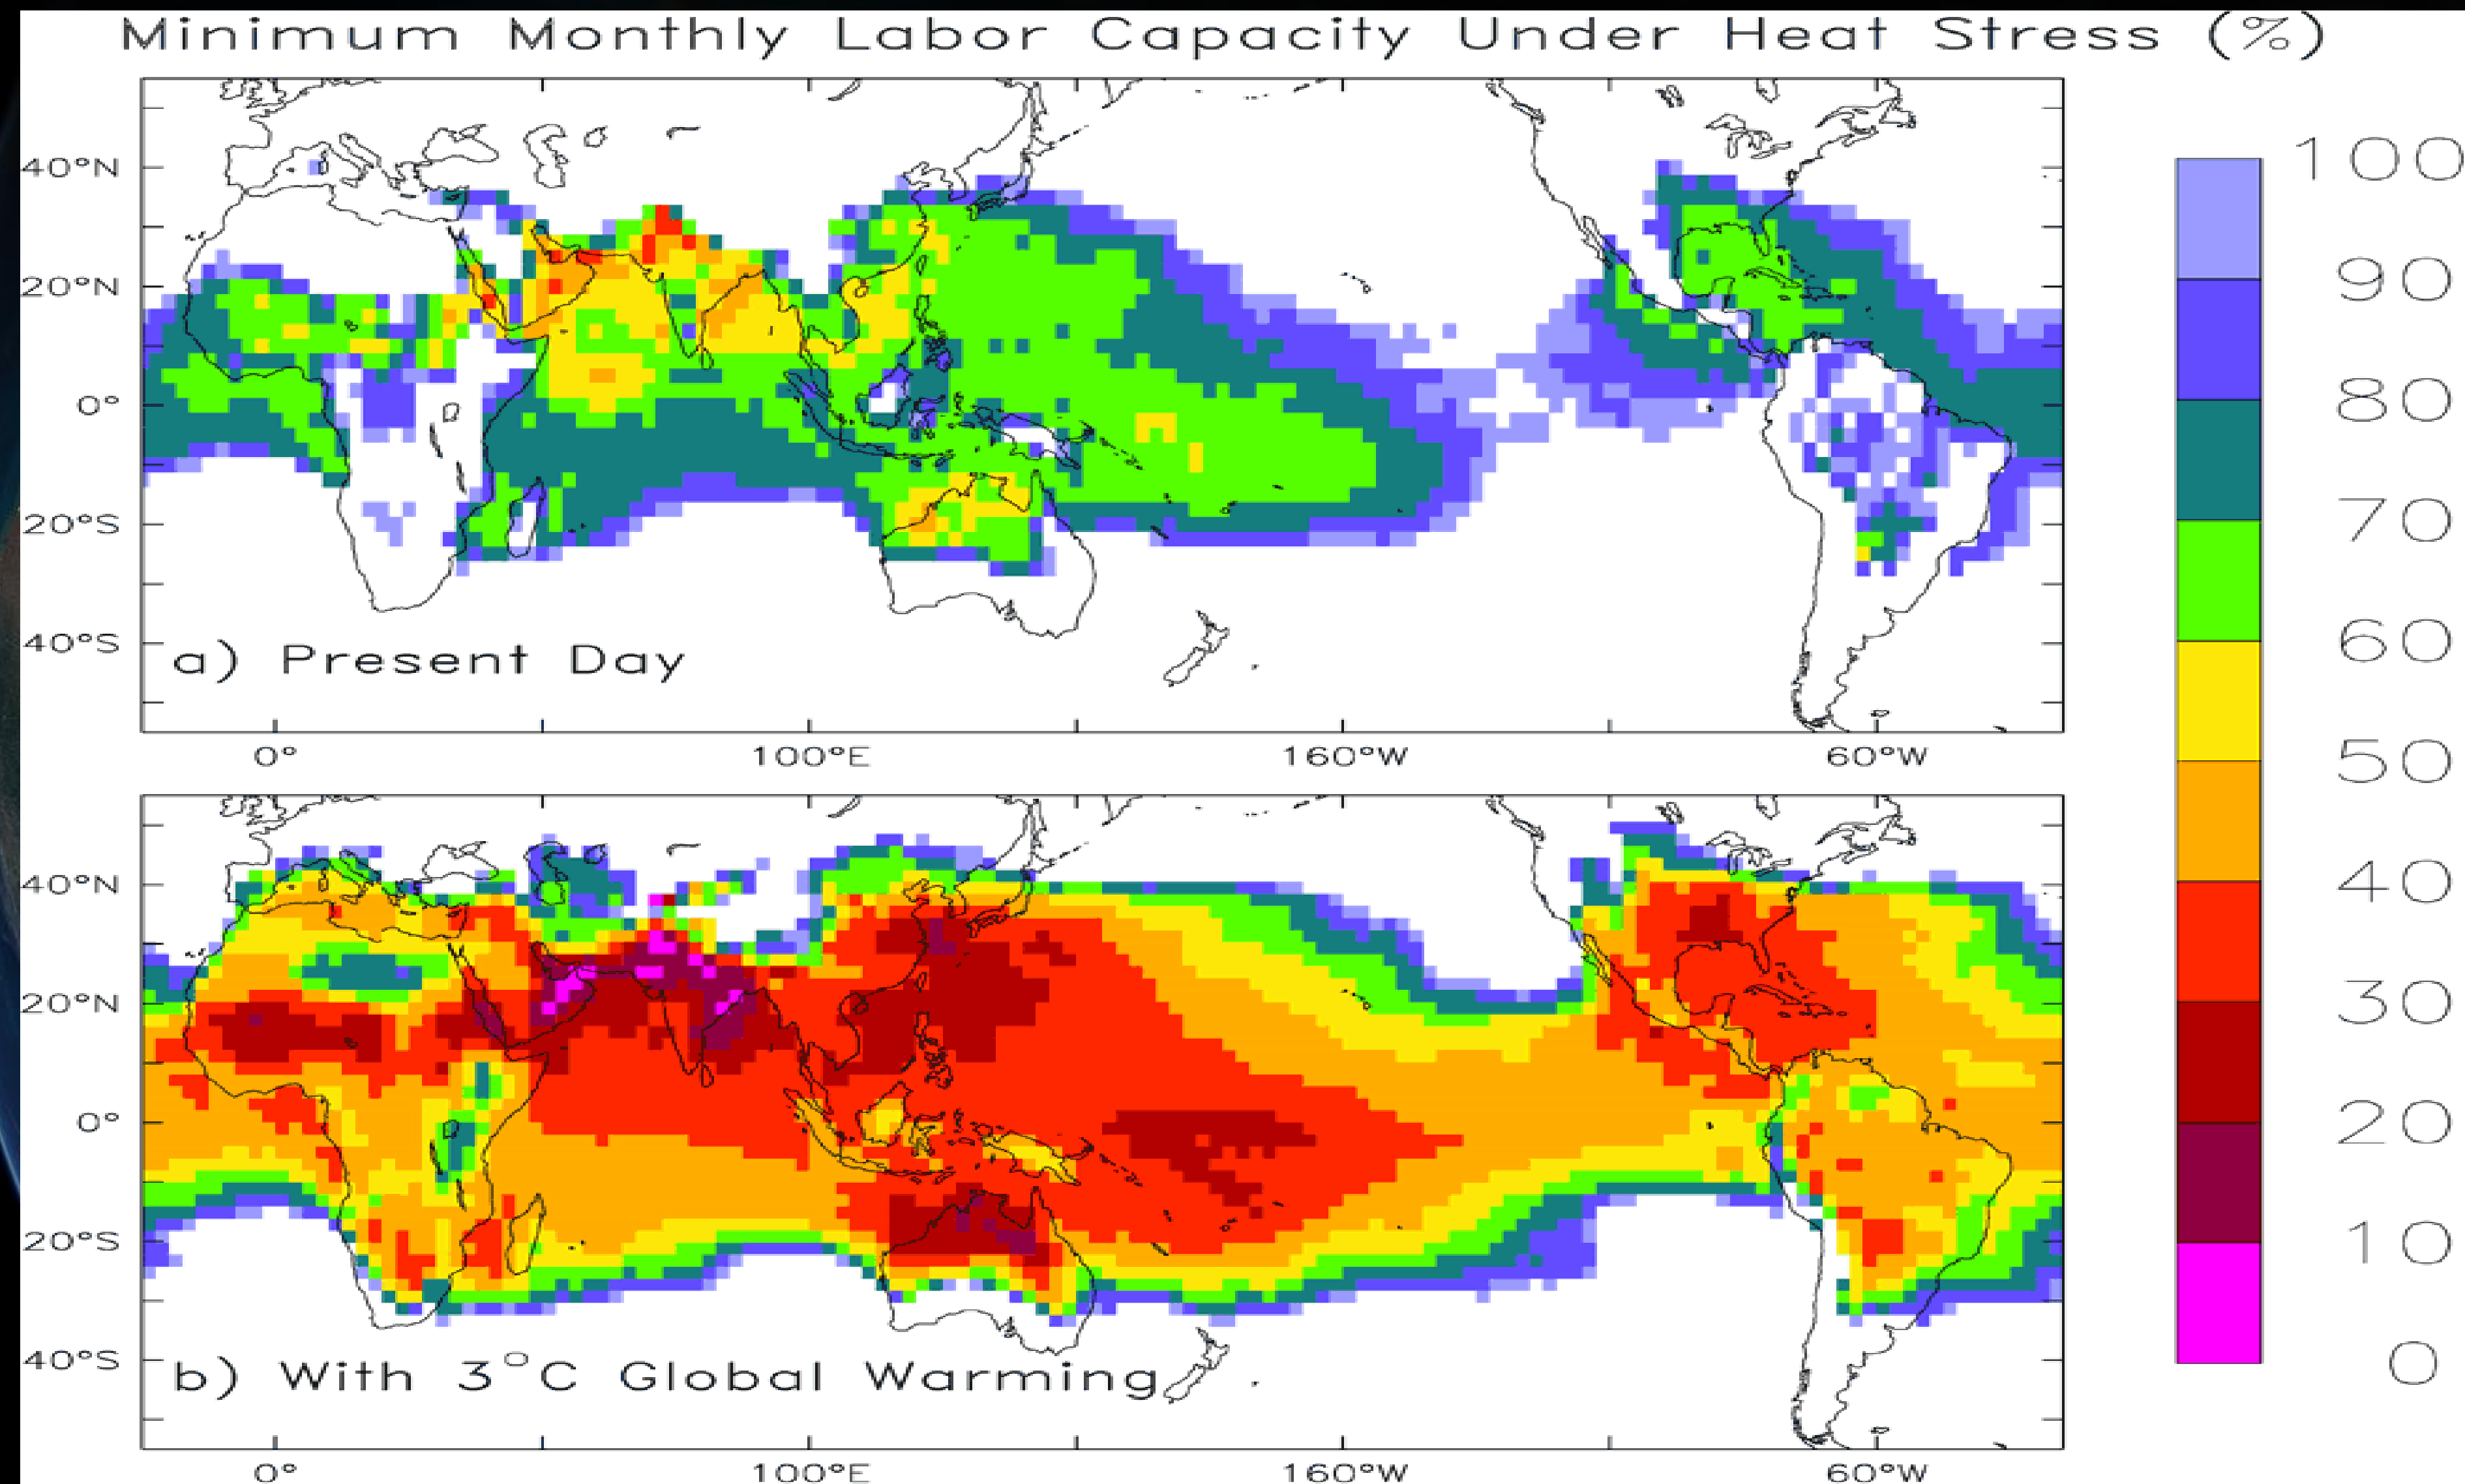 Minimum Monthly Labor Capacity Under Heat Stress (%)
40°N
20°N
0°
20°S
40°S
a) Present Day
0°
100°E
160°W
60°W
40°N
20°N
0°
20°S
40°S
b) With 3°C Global Warming
0°
100°E
160°W
60°W
100
90
80
70
60
50
40
30
20
10
0